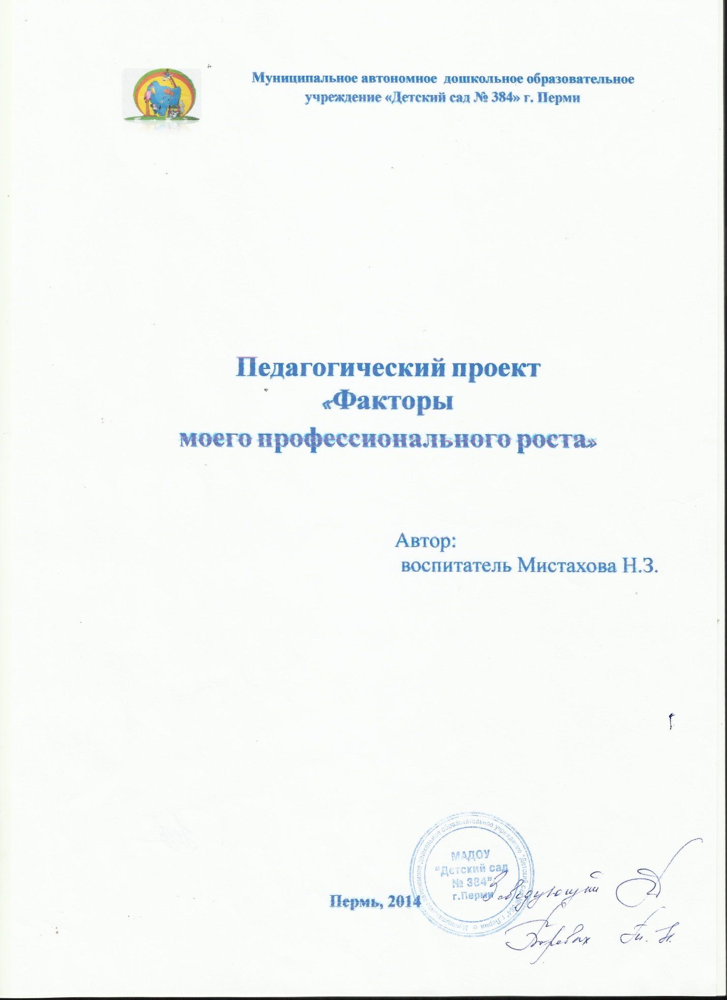 Муниципальное автономное дошкольное образовательное
учреждение «Детский сад № 384» г. Перми
Педагогический проект
«Факторы
моего профессионального роста»
Автор:
воспитатель Мистахова Н.З.
Муниципальное автономное дошкольное образовательное учреждение "Детский сад № 384" г.Перми *
МАДОУ
"Детский сад
№ 384"
г.Перми
Заведующий
Пермь, 2014